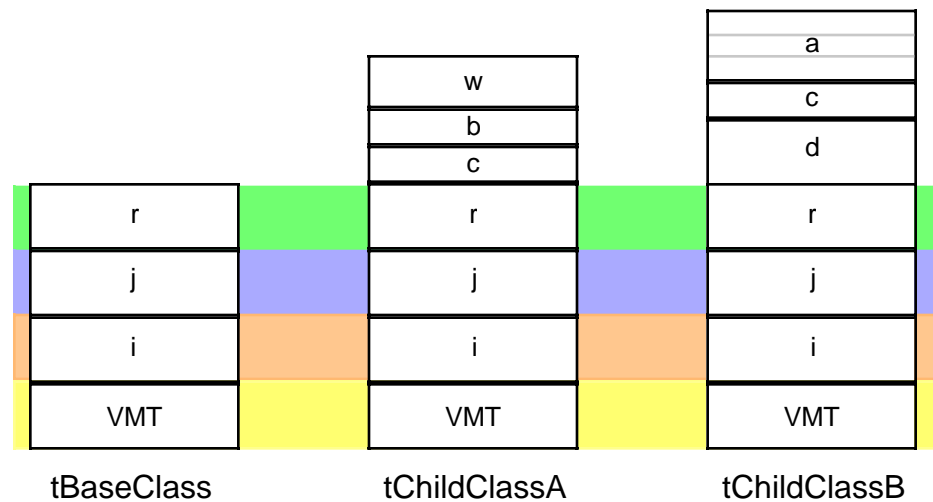 a
w
c
b
d
c
r r r
j j j
i i i
VMT VMT VMT
tBaseClass tChildClassA tChildClassB